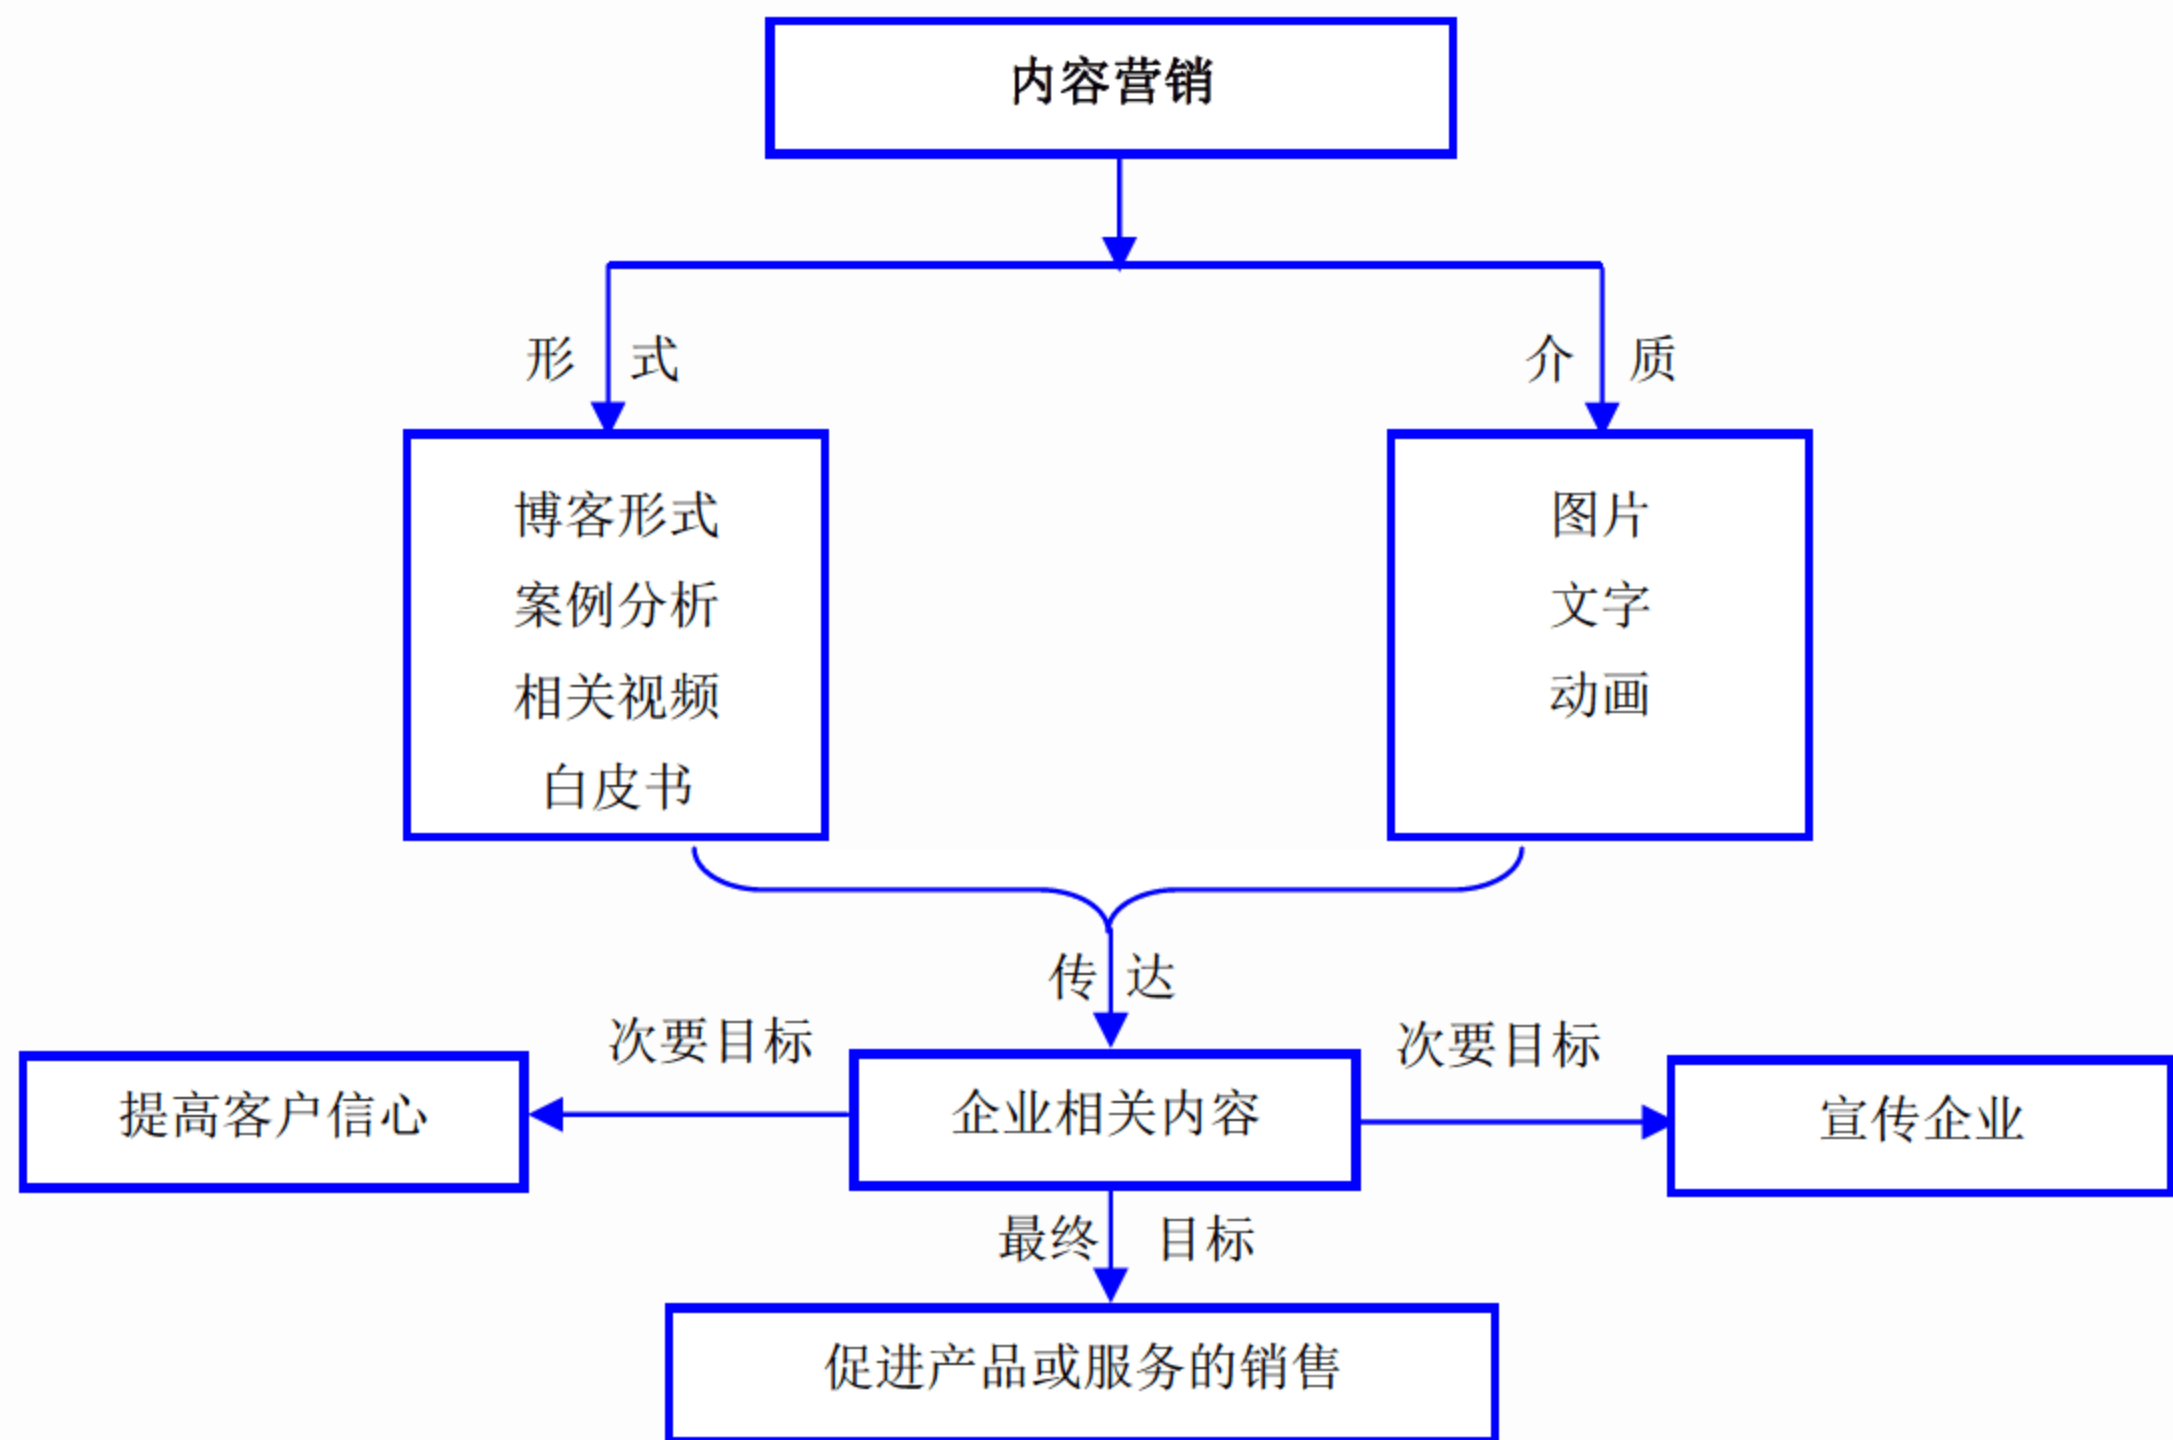 内容营销
形 式
介 质
博客形式
案例分析
相关视频
白皮书
图片
文字
动画
传 达
次要目标
次要目标
提高客户信心
企业相关内容
宣传企业
最终 目标
促进产品或服务的销售